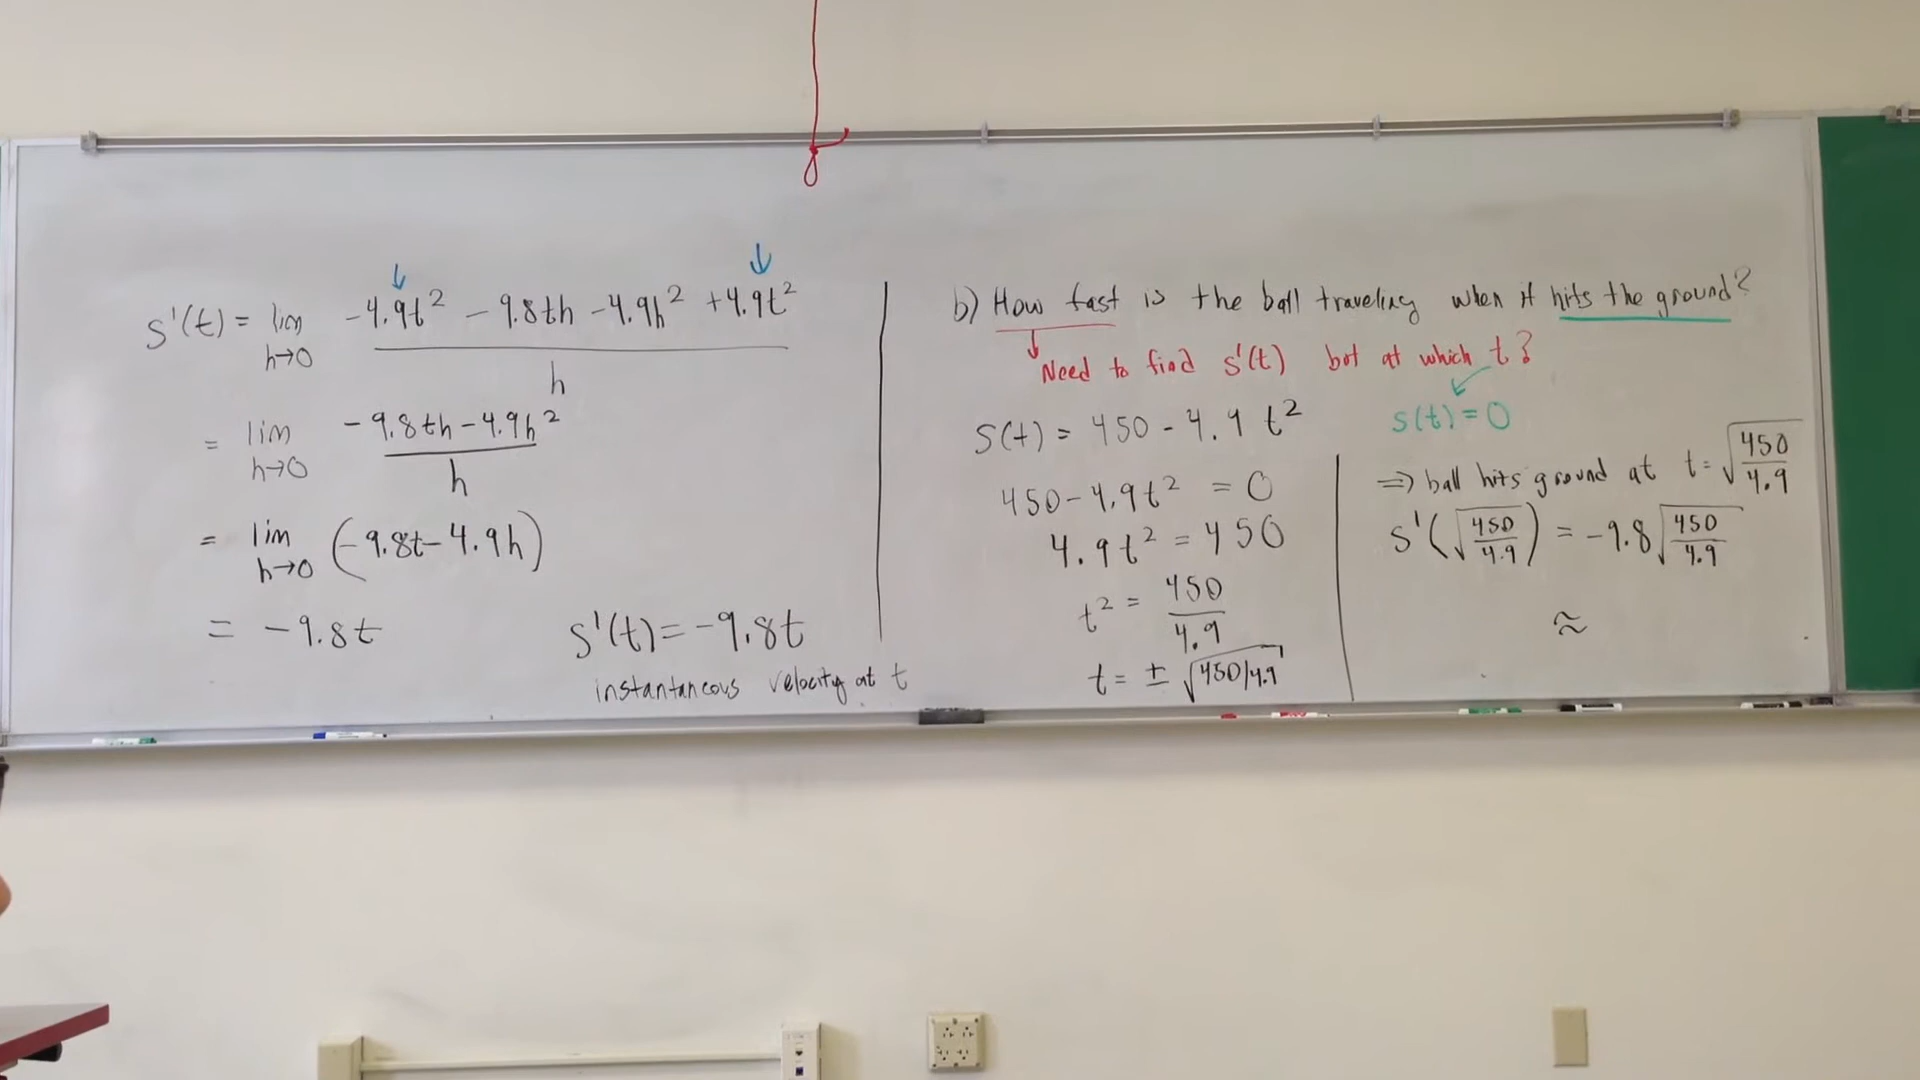 s'(t) = lim h→0 (-4.9t² - 9.8th - 4.9h² + 4.9t²) / h
= lim h→0 (-9.8th - 4.9h²) / h
= lim h→0 (-9.8t - 4.9h)
= -9.8t
s'(t) = -9.8t
instantaneous velocity at t
b) How fast is the ball traveling when it hits the ground?
Need to find s'(t) but at which t?
s(t) = 0
s(t) = 450 - 4.9 t²
450 - 4.9t² = 0
4.9t² = 450
t² = 450/4.9
t = ± √(450/4.9)
⇒ ball hits ground at t = √(450/4.9)
s'(√(450/4.9)) = -9.8√(450/4.9)
≈